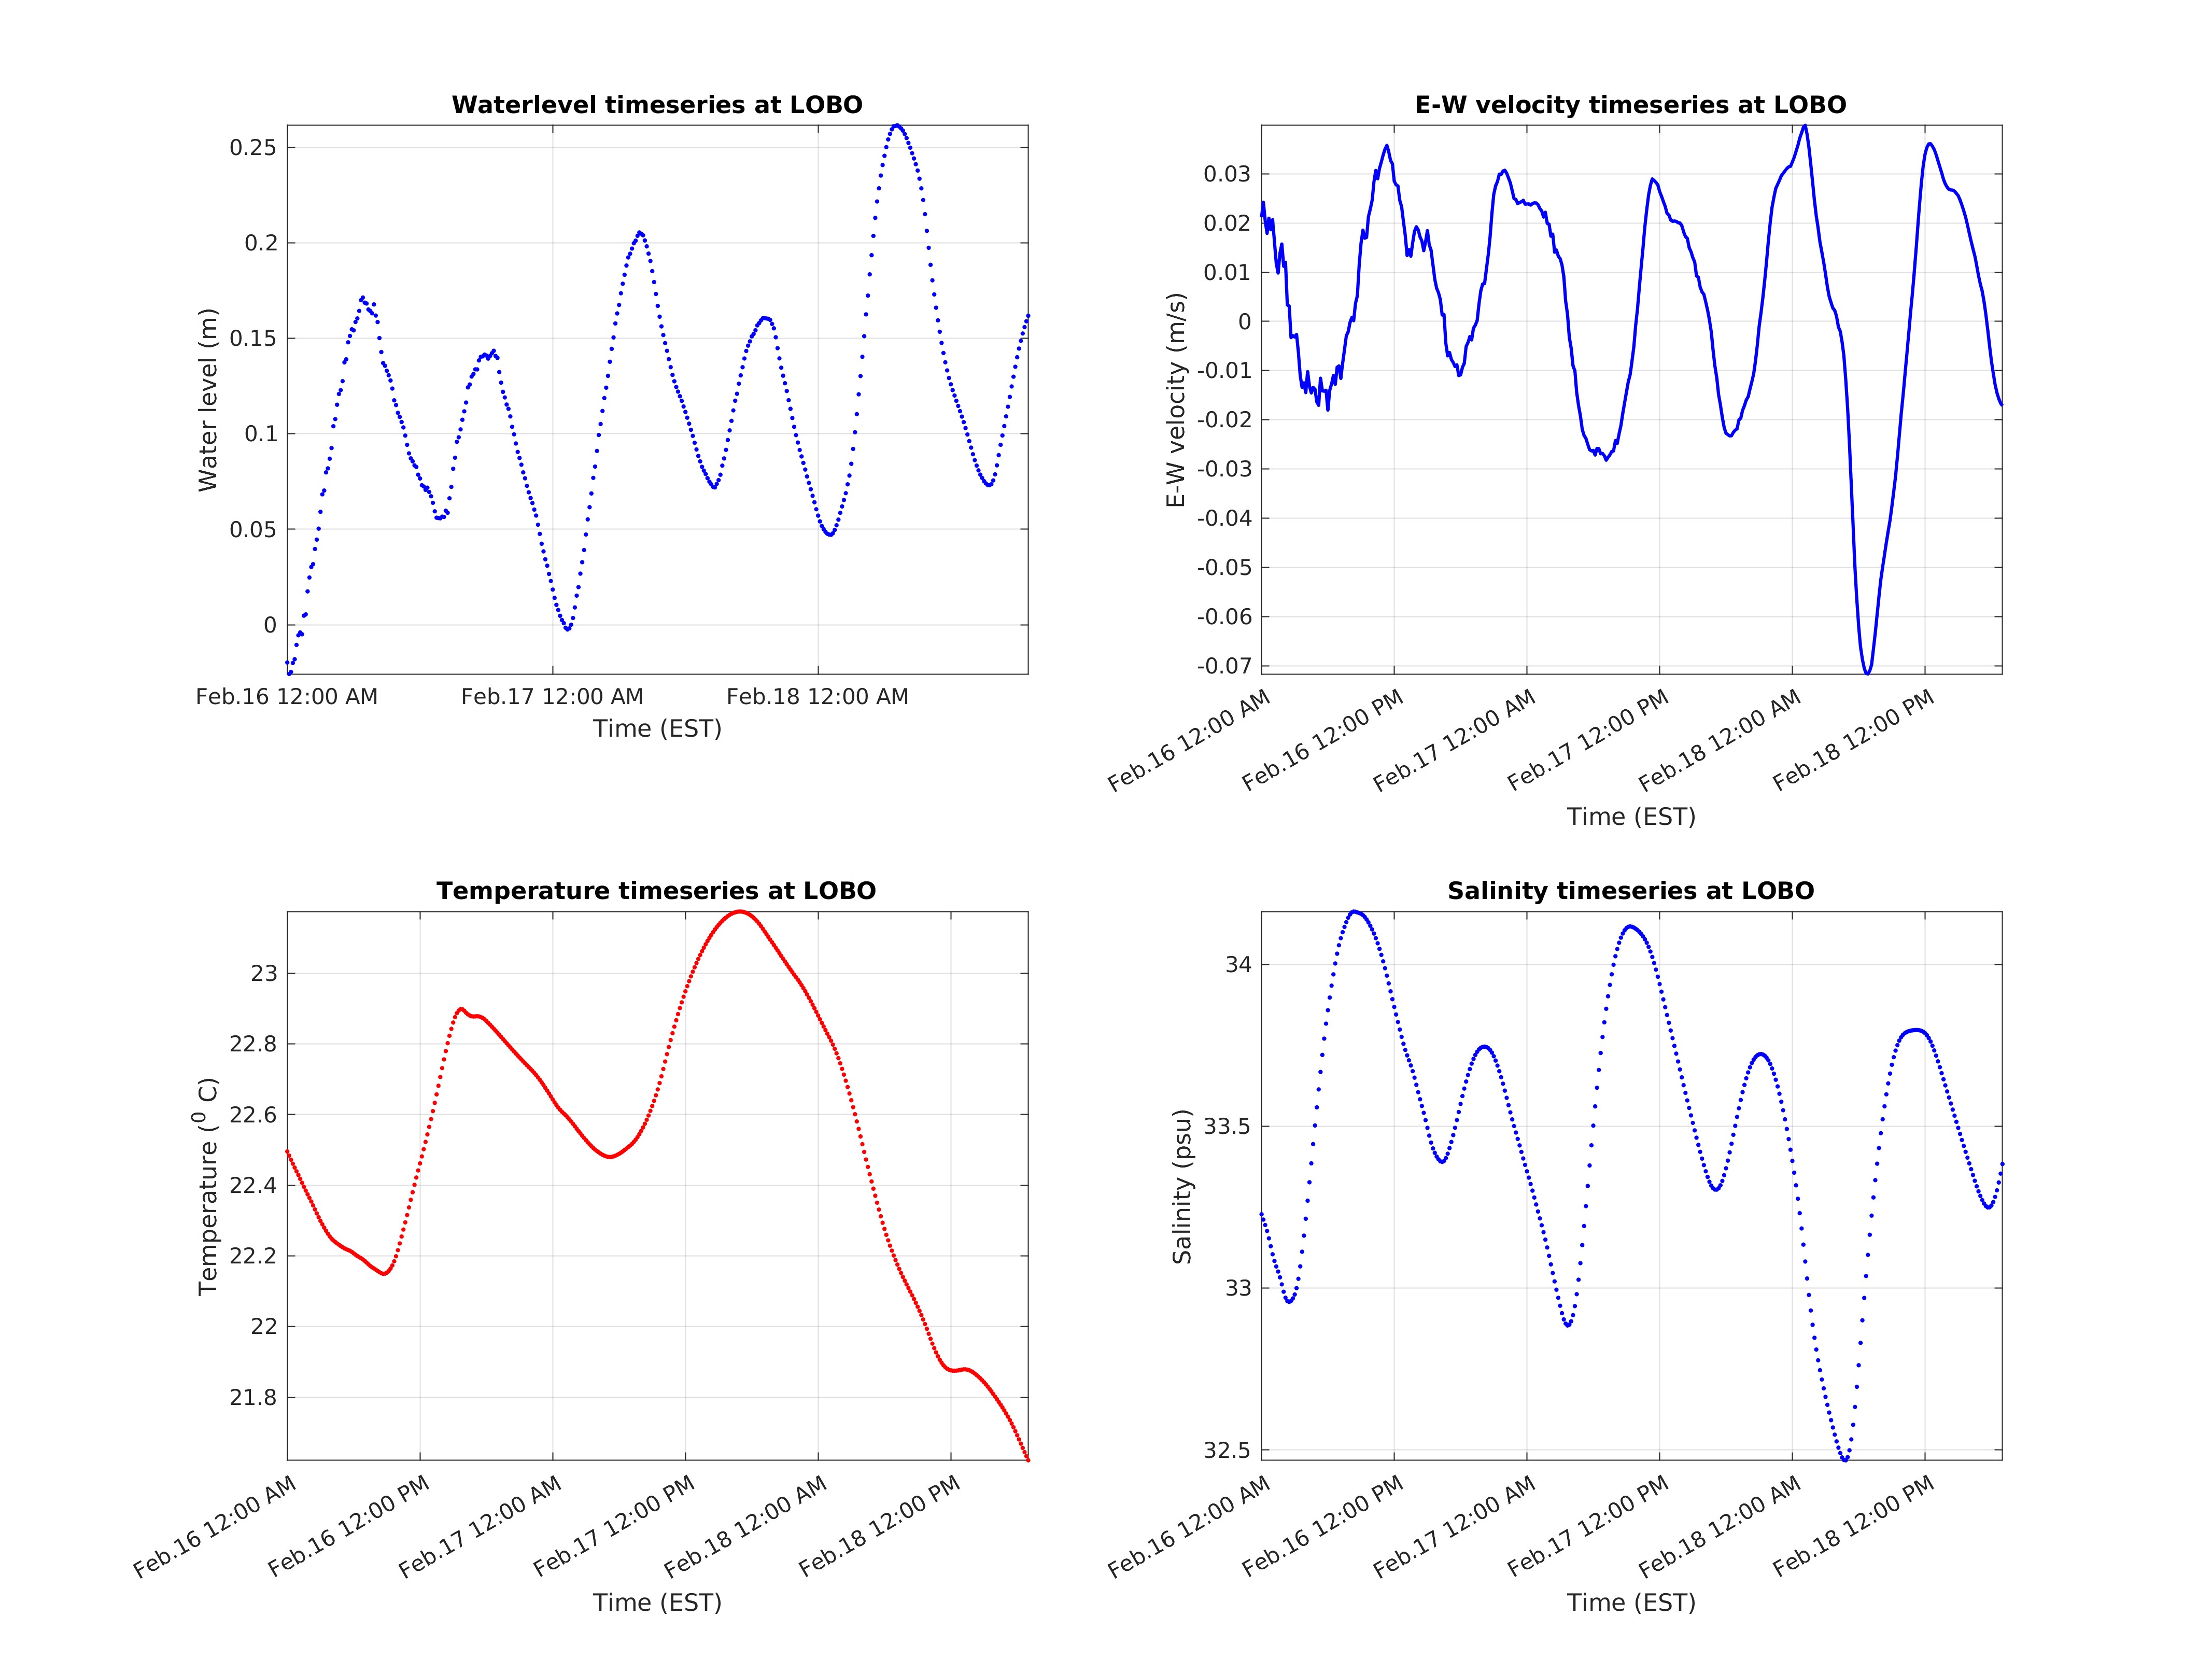 Waterlevel timeseries at LOBO
0.25
0.2
0.15
0.1
0.05
0
Water level (m)
Feb.16 12:00 AM
Feb.17 12:00 AM
Feb.18 12:00 AM
Time (EST)
E-W velocity timeseries at LOBO
0.03
0.02
0.01
0
-0.01
-0.02
-0.03
-0.04
-0.05
-0.06
-0.07
E-W velocity (m/s)
Feb.16 12:00 AM
Feb.16 12:00 PM
Feb.17 12:00 AM
Feb.17 12:00 PM
Feb.18 12:00 AM
Feb.18 12:00 PM
Time (EST)
Temperature timeseries at LOBO
23
22.8
22.6
22.4
22.2
22
21.8
Temperature (⁰ C)
Feb.16 12:00 AM
Feb.16 12:00 PM
Feb.17 12:00 AM
Feb.17 12:00 PM
Feb.18 12:00 AM
Feb.18 12:00 PM
Time (EST)
Salinity timeseries at LOBO
34
33.5
33
32.5
Salinity (psu)
Feb.16 12:00 AM
Feb.16 12:00 PM
Feb.17 12:00 AM
Feb.17 12:00 PM
Feb.18 12:00 AM
Feb.18 12:00 PM
Time (EST)